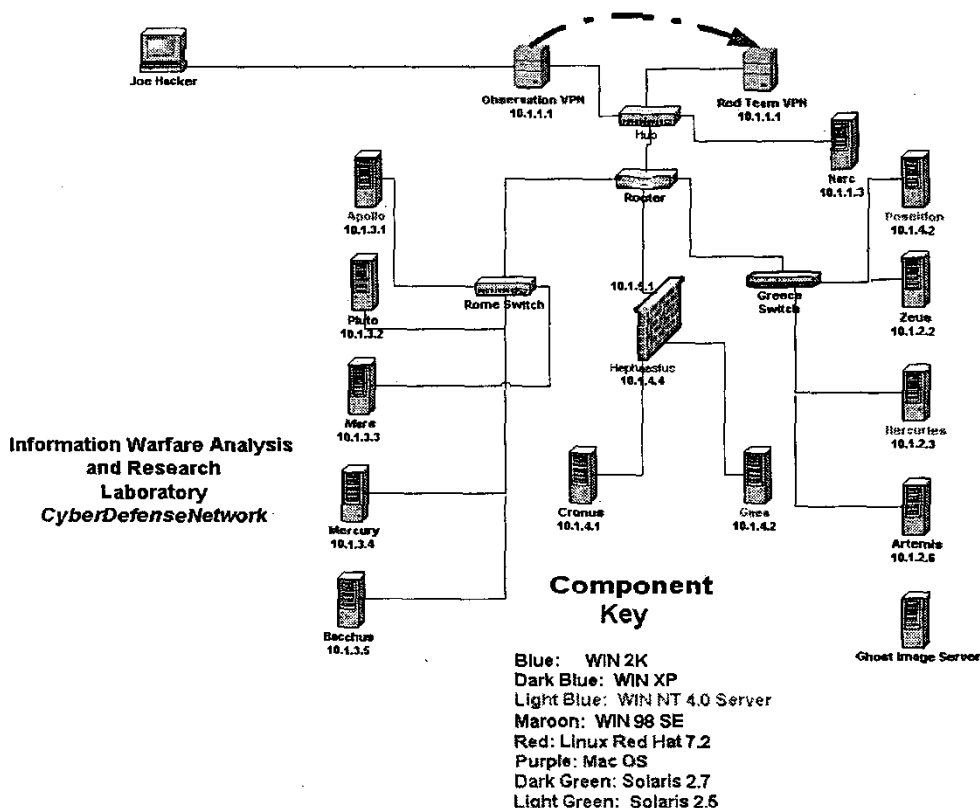 Joe Hacker
Observation VPN
10.1.1.1
Red Team VPN
10.1.1.1
Hub
Narc
10.1.1.3
Router
Apollo
10.1.3.1
Poseidon
10.1.4.2
Rome Switch
10.1.5.1
Greece
Switch
Pluto
10.1.3.2
Zeus
10.1.2.2
Hephaestus
10.1.4.4
Mars
10.1.3.3
Hercules
10.1.2.3
Information Warfare Analysis
and Research
Laboratory
CyberDefenseNetwork
Mercury
10.1.3.4
Cronus
10.1.4.1
10.1.4.2
Artemis
10.1.2.6
Bacchus
10.1.3.5
Ghost Image Server
Component
Key
Blue: WIN 2K
Dark Blue: WIN XP
Light Blue: WIN NT 4.0 Server
Maroon: WIN 98 SE
Red: Linux Red Hat 7.2
Purple: Mac OS
Dark Green: Solaris 2.7
Light Green: Solaris 2.5